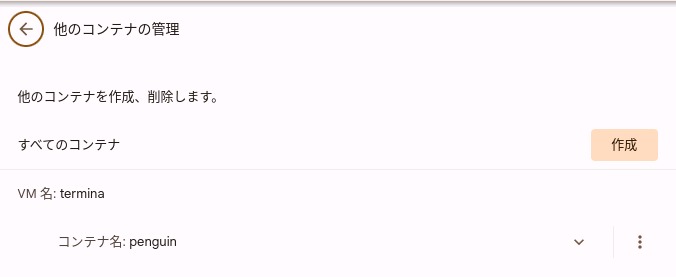 他のコンテナの管理
他のコンテナを作成、削除します。
すべてのコンテナ
作成
VM 名: termina
コンテナ名: penguin